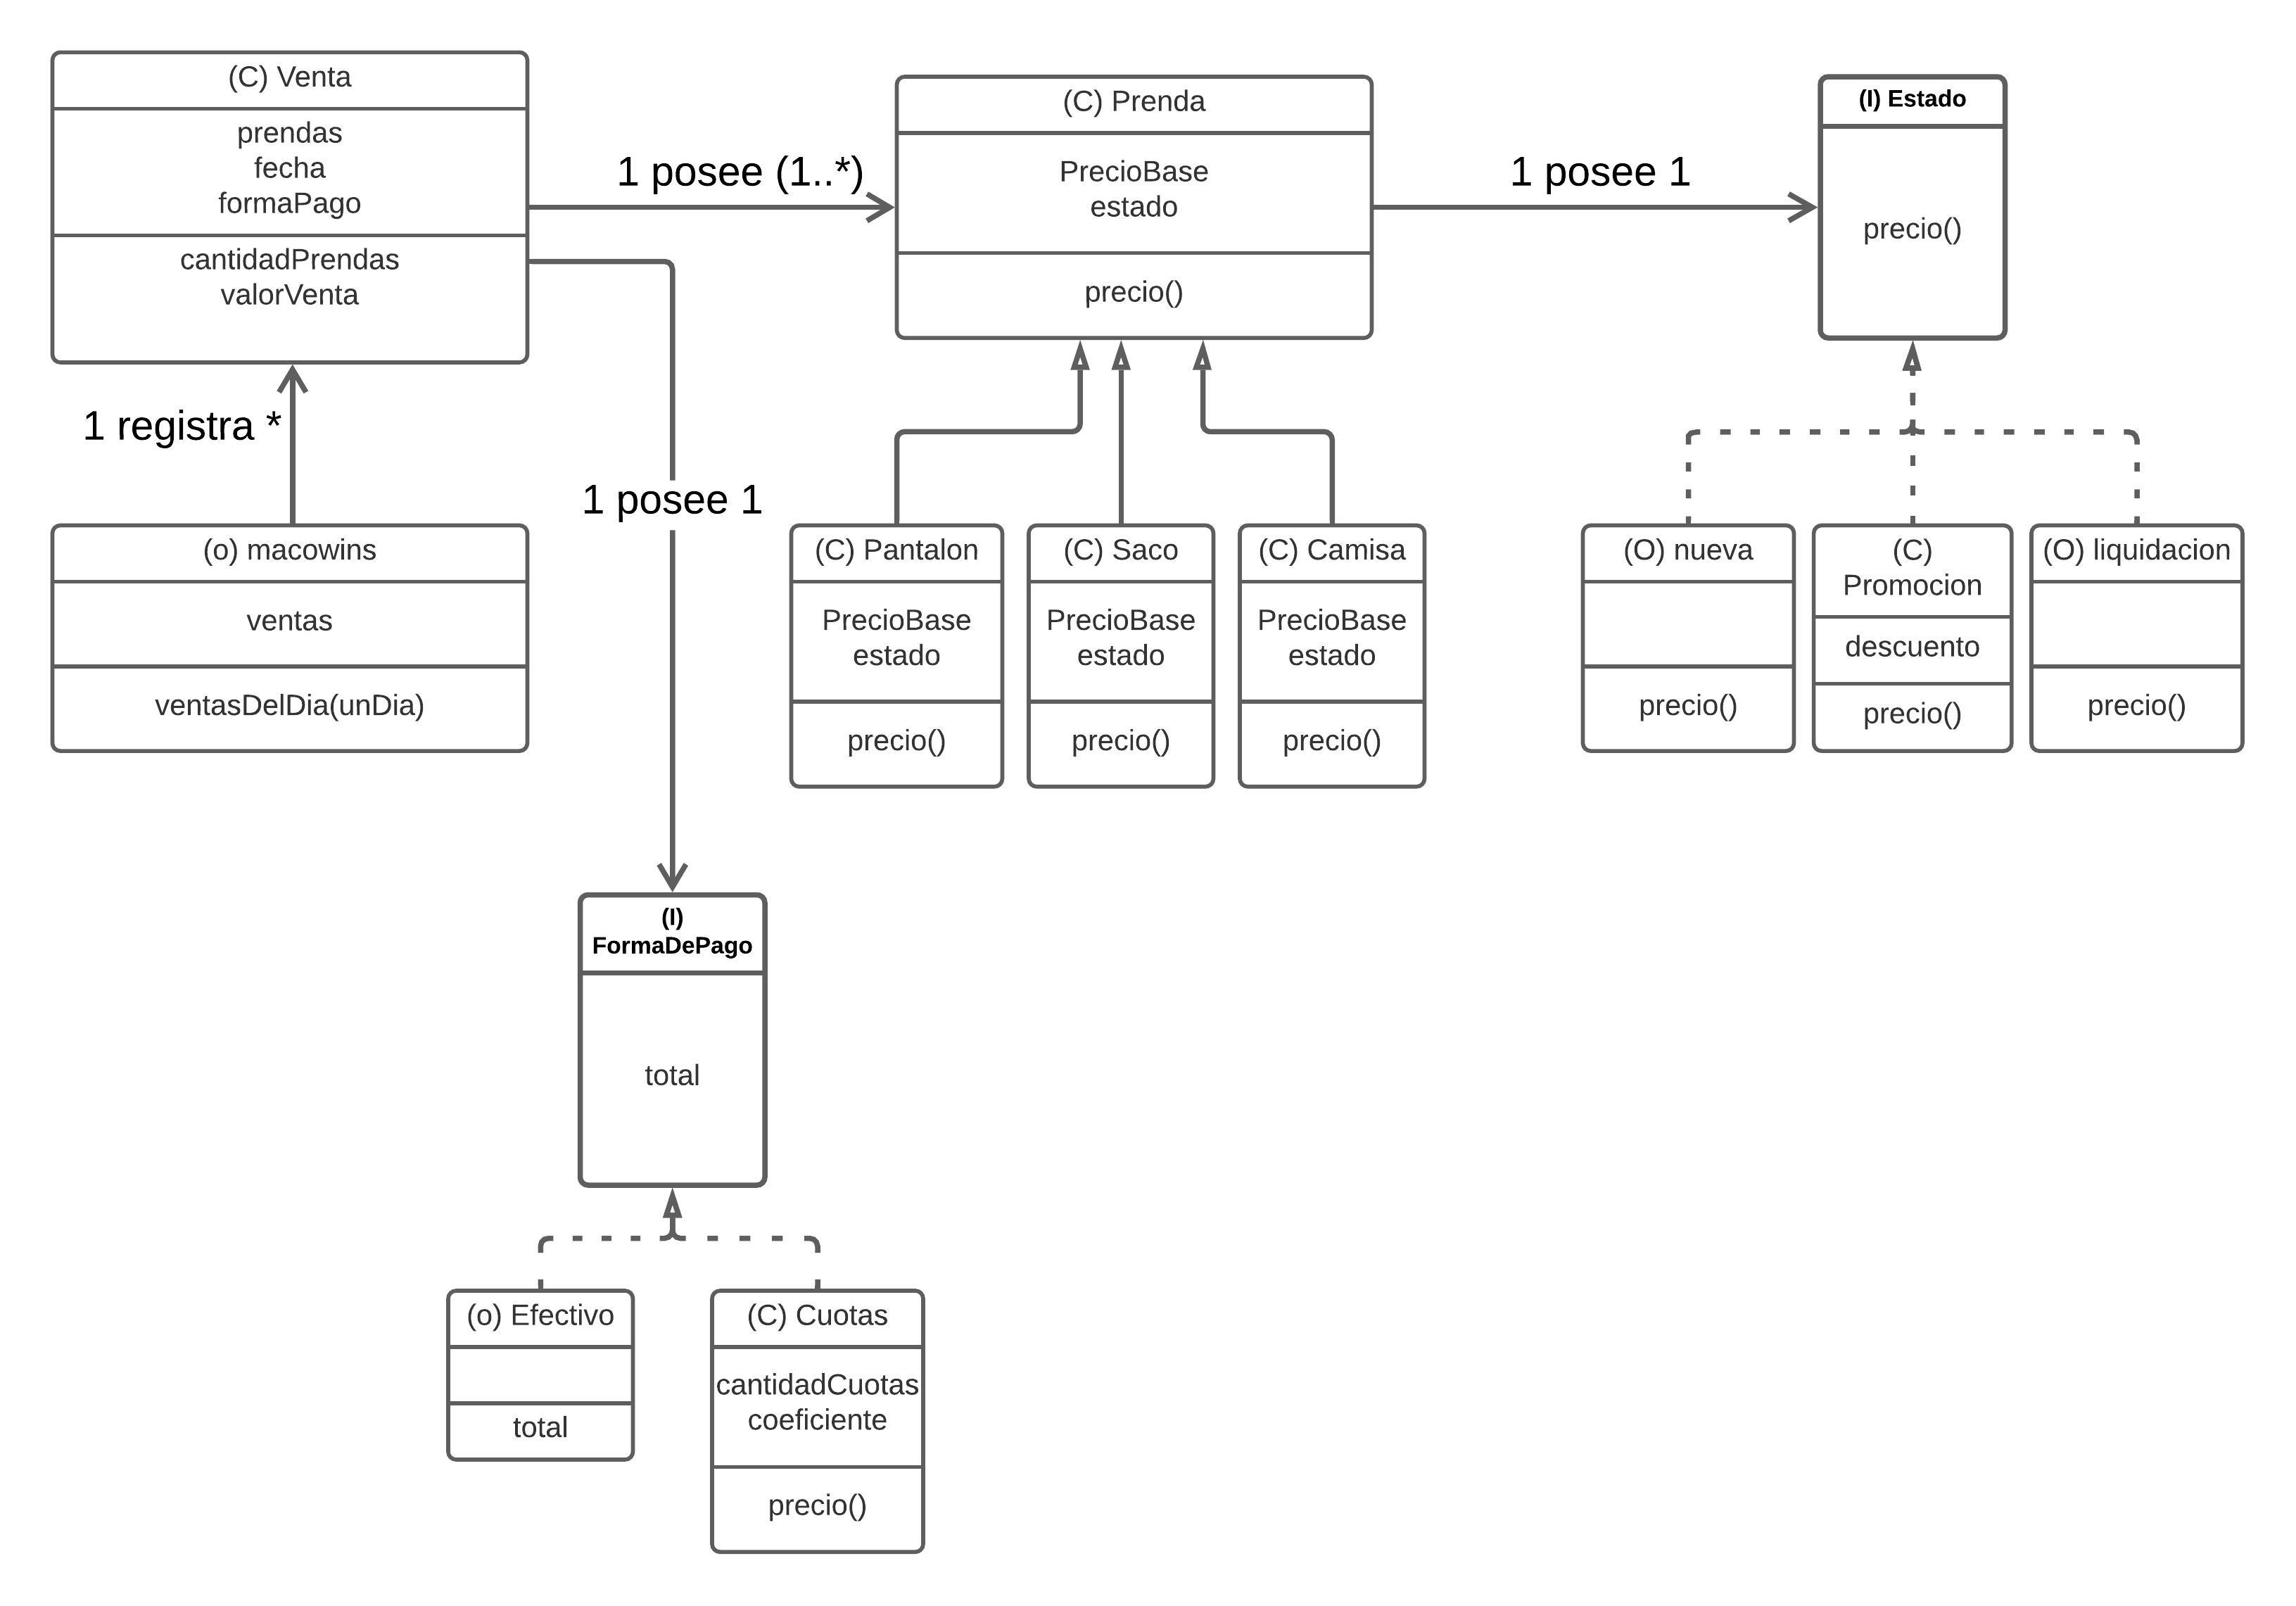 (C) Venta
prendas
fecha
formaPago
cantidadPrendas
valorVenta
1 posee (1..*)
(C) Prenda
PrecioBase
estado
precio()
1 posee 1
(I) Estado
precio()
1 registra *
1 posee 1
(o) macowins
ventas
ventasDelDia(unDia)
(C) Pantalon
PrecioBase
estado
precio()
(C) Saco
PrecioBase
estado
precio()
(C) Camisa
PrecioBase
estado
precio()
(O) nueva
precio()
(C)
Promocion
descuento
precio()
(O) liquidacion
precio()
(I)
FormaDePago
total
(o) Efectivo
total
(C) Cuotas
cantidadCuotas
coeficiente
precio()